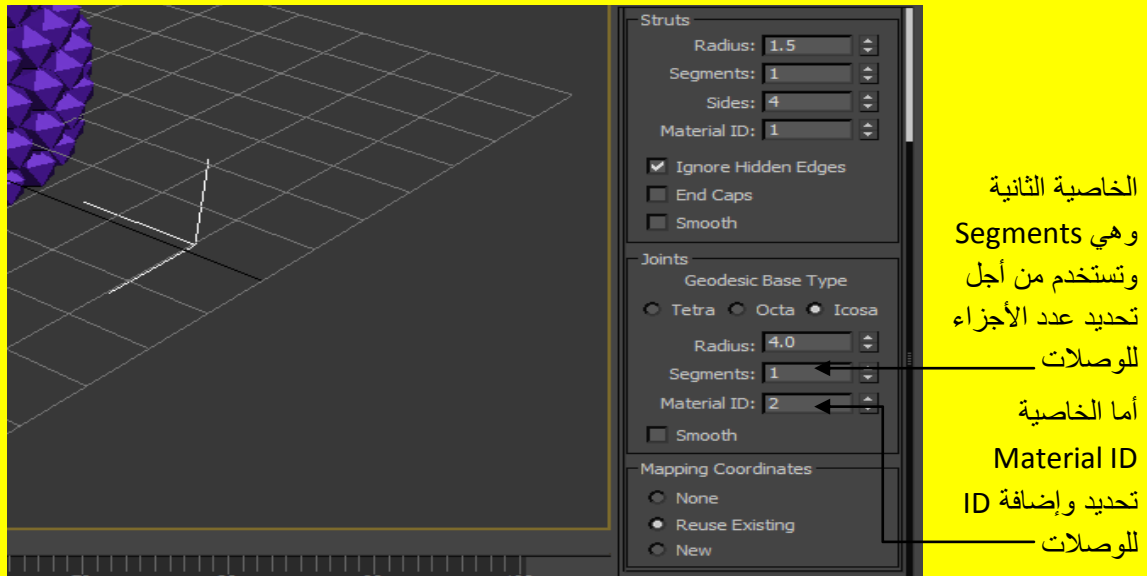 Struts
Radius: 1.5
Segments: 1
Sides: 4
Material ID: 1
Ignore Hidden Edges
End Caps
Smooth
Joints
Geodesic Base Type
Tetra Octa Icosa
Radius: 4.0
Segments: 1
Material ID: 2
Smooth
Mapping Coordinates
None
Reuse Existing
New
الخاصية الثانية
وهي Segments
وتستخدم من أجل
تحديد عدد الأجزاء
للوصلات
أما الخاصية
Material ID
تحديد وإضافة ID
للوصلات